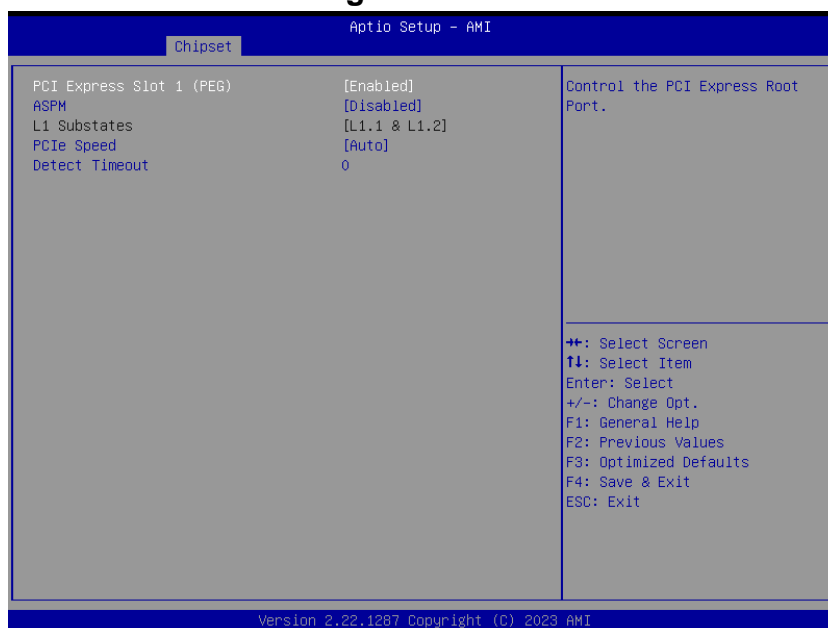 Aptio Setup – AMI
Chipset
PCI Express Slot 1 (PEG) [Enabled]
ASPM [Disabled]
L1 Substates [L1.1 & L1.2]
PCIe Speed [Auto]
Detect Timeout 0
Control the PCI Express Root
Port.
→←: Select Screen
↑↓: Select Item
Enter: Select
+/-: Change Opt.
F1: General Help
F2: Previous Values
F3: Optimized Defaults
F4: Save & Exit
ESC: Exit
Version 2.22.1287 Copyright (C) 2023 AMI